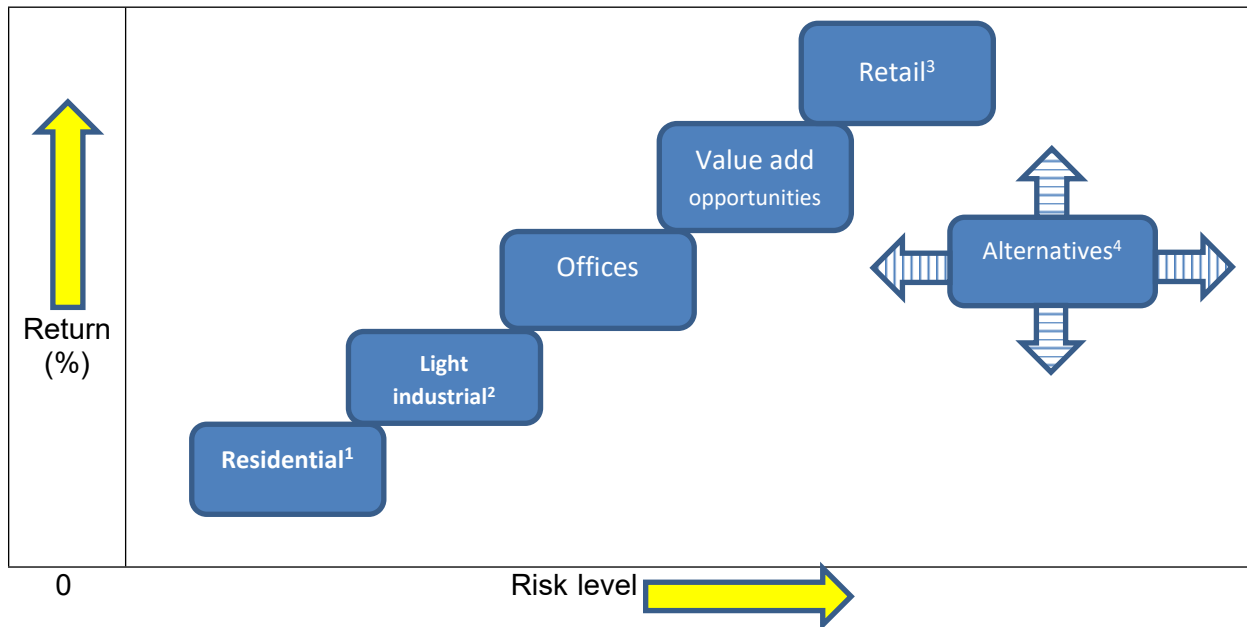 Retail³
Value add
opportunities
Alternatives⁴
Offices
Return
(%)
Light
industrial²
Residential¹
0
Risk level